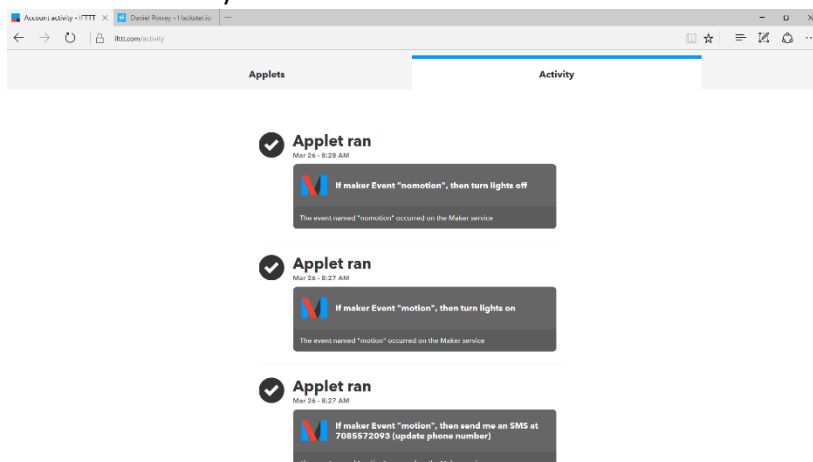 Account activity - IFTTT
Daniel Porrey - Hackster.io
ifttt.com/activity
Applets
Activity
Applet ran
Mar 26 - 8:28 AM
If maker Event "nomotion", then turn lights off
The event named "nomotion" occurred on the Maker service
Applet ran
Mar 26 - 8:27 AM
If maker Event "motion", then turn lights on
The event named "motion" occurred on the Maker service
Applet ran
Mar 26 - 8:27 AM
If maker Event "motion", then send me an SMS at
7085572093 (update phone number)